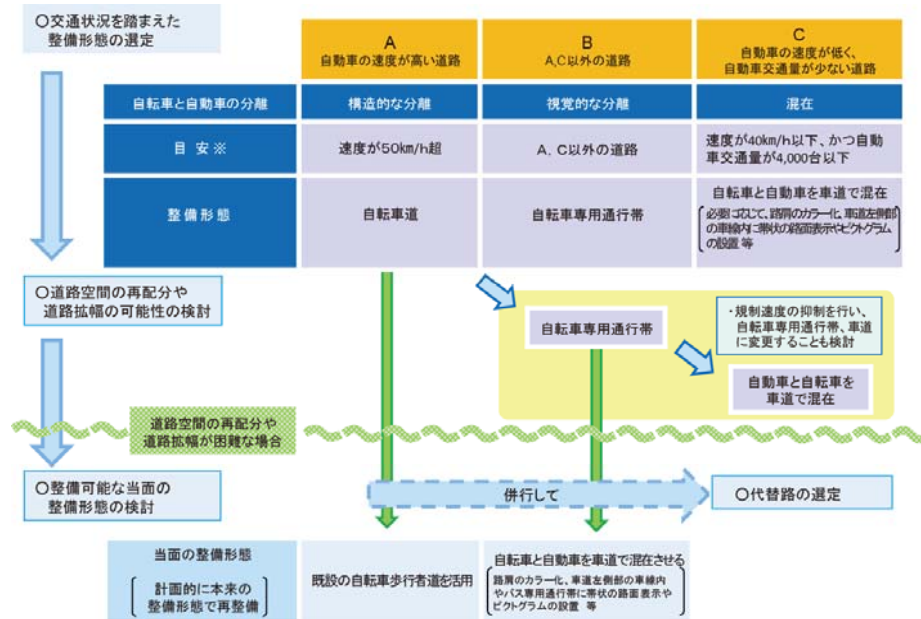 〇交通状況を踏まえた
整備形態の選定
A
自動車の速度が高い道路
B
A,C以外の道路
C
自動車の速度が低く、
自動車交通量が少ない道路
自転車と自動車の分離
構造的な分離
視覚的な分離
混在
目安※
速度が50km/h超
A, C以外の道路
速度が40km/h以下、かつ自動
車交通量が4,000台以下
整備形態
自転車道
自転車専用通行帯
自転車と自動車を車道で混在
必要に応じて、路肩のカラー化、車道左側部
の車線内に帯状の路面表示やピクトグラム
の設置等
〇道路空間の再配分や
道路拡幅の可能性の検討
自転車専用通行帯
・規制速度の抑制を行い、
自転車専用通行帯、車道
に変更することも検討
自動車と自転車を
車道で混在
道路空間の再配分や
道路拡幅が困難な場合
〇整備可能な当面の
整備形態の検討
併行して
〇代替路の選定
当面の整備形態
計画的に本来の
整備形態で再整備
既設の自転車歩行者道を活用
自転車と自動車を車道で混在させる
路肩のカラー化、車道左側部の車線内
やバス専用通行帯に帯状の路面表示や
ピクトグラムの設置 等